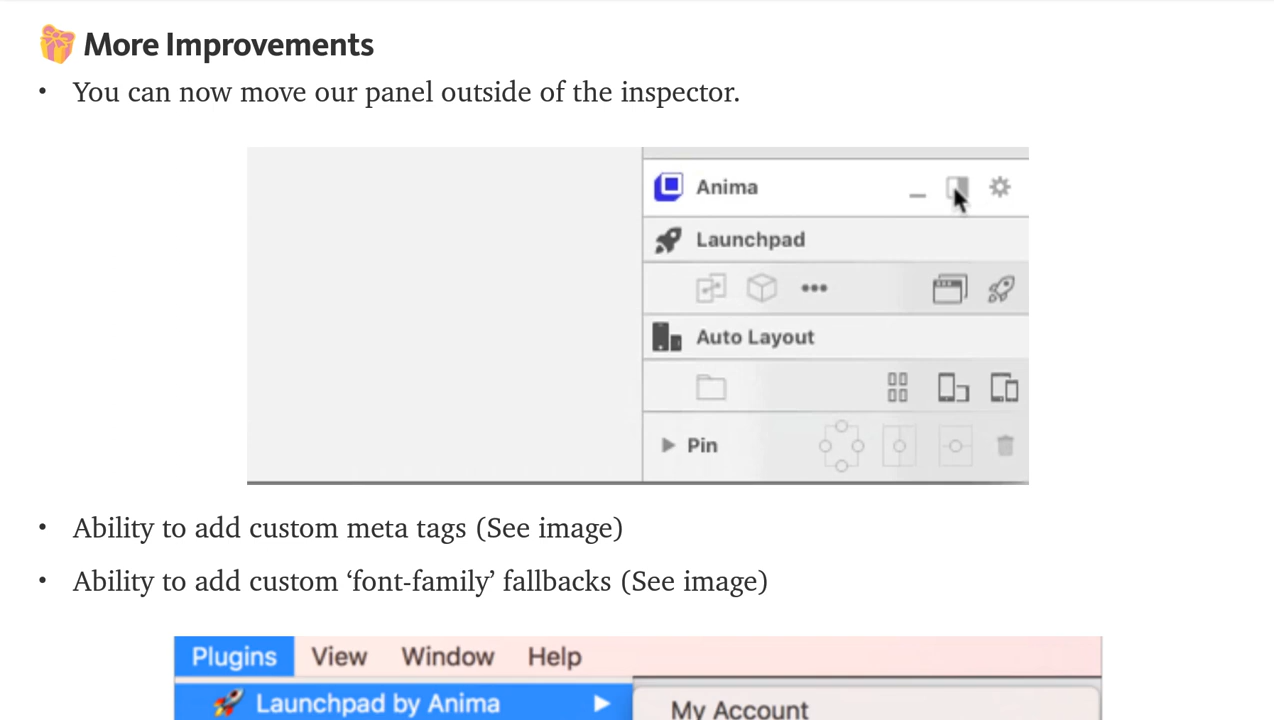 More Improvements
• You can now move our panel outside of the inspector.
Anima
Launchpad
Auto Layout
Pin
• Ability to add custom meta tags (See image)
• Ability to add custom ‘font-family’ fallbacks (See image)
Plugins View Window Help
Launchpad by Anima
My Account